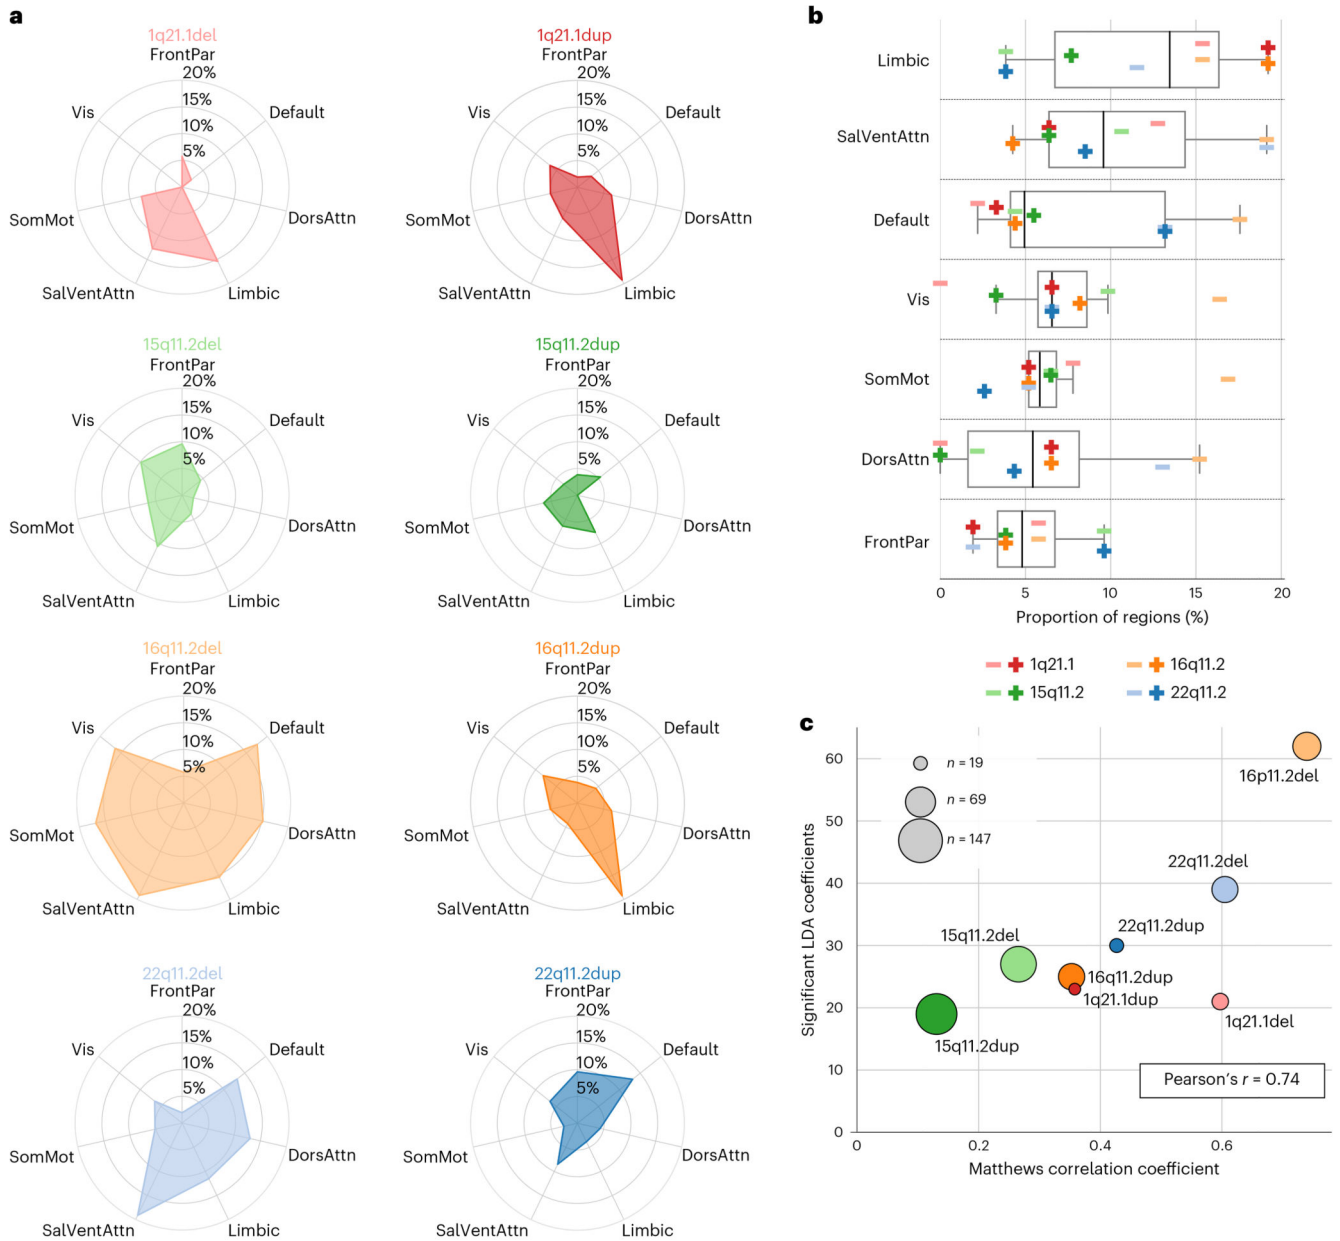 a
1q21.1del
FrontPar
20%
15%
10%
5%
Vis
Default
SomMot
DorsAttn
SalVentAttn
Limbic
1q21.1dup
FrontPar
20%
15%
10%
5%
Vis
Default
SomMot
DorsAttn
SalVentAttn
Limbic
15q11.2del
FrontPar
20%
15%
10%
5%
Vis
Default
SomMot
DorsAttn
SalVentAttn
Limbic
15q11.2dup
FrontPar
20%
15%
10%
5%
Vis
Default
SomMot
DorsAttn
SalVentAttn
Limbic
16q11.2del
FrontPar
20%
15%
10%
5%
Vis
Default
SomMot
DorsAttn
SalVentAttn
Limbic
16q11.2dup
FrontPar
20%
15%
10%
5%
Vis
Default
SomMot
DorsAttn
SalVentAttn
Limbic
22q11.2del
FrontPar
20%
15%
10%
5%
Vis
Default
SomMot
DorsAttn
SalVentAttn
Limbic
22q11.2dup
FrontPar
20%
15%
10%
5%
Vis
Default
SomMot
DorsAttn
SalVentAttn
Limbic
b
Limbic
SalVentAttn
Default
Vis
SomMot
DorsAttn
FrontPar
0 5 10 15 20
Proportion of regions (%)
1q21.1 16q11.2
15q11.2 22q11.2
c
Significant LDA coefficients
60
50
40
30
20
10
0
n = 19
n = 69
n = 147
16p11.2del
22q11.2del
22q11.2dup
15q11.2del
16q11.2dup
1q21.1dup
1q21.1del
15q11.2dup
Pearson's r = 0.74
0 0.2 0.4 0.6
Matthews correlation coefficient